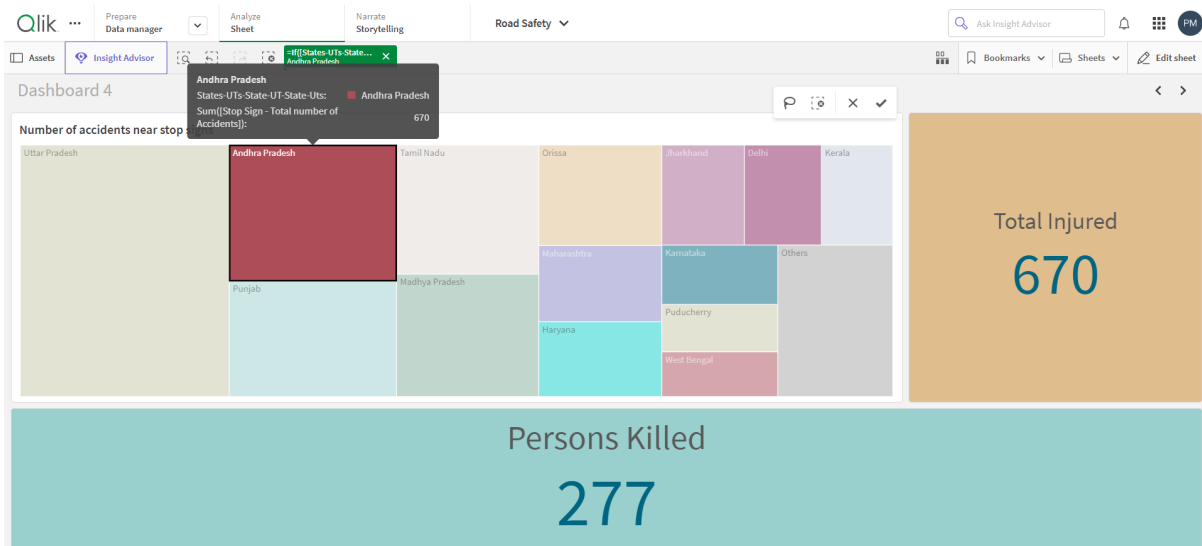 Qlik
Prepare
Data manager
Analyze
Sheet
Narrate
Storytelling
Road Safety
Ask Insight Advisor
PM
Assets
Insight Advisor
=If([States-UTs-State...
Andhra Pradesh
Bookmarks
Sheets
Edit sheet
Dashboard 4
Andhra Pradesh
States-UTs-State-UT-State-Uts: Andhra Pradesh
Sum([Stop Sign - Total number of
Accidents]): 670
Number of accidents near stop
Uttar Pradesh
Andhra Pradesh
Tamil Nadu
Orissa
Jharkhand
Delhi
Kerala
Maharashtra
Karnataka
Others
Punjab
Madhya Pradesh
Puducherry
Haryana
West Bengal
Total Injured
670
Persons Killed
277